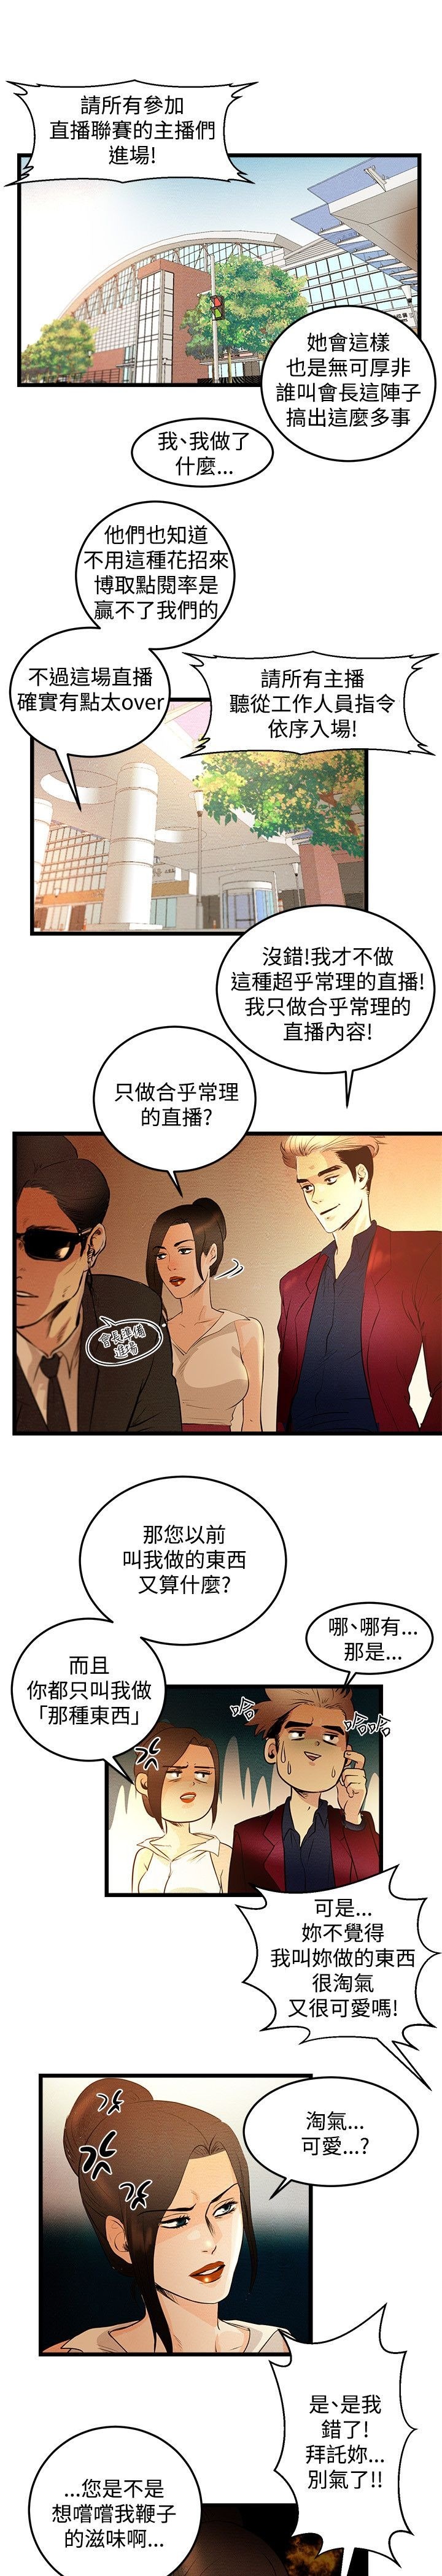 請所有參加
直播聯賽的主播們
進場!
她會這樣
也是無可厚非
誰叫會長這陣子
搞出這麼多事
我、我做了
什麼...
他們也知道
不用這種花招來
博取點閱率是
贏不了我們的
不過這場直播
確實有點太over
請所有主播
聽從工作人員指令
依序入場!
沒錯!我才不做
這種超乎常理的直播!
我只做合乎常理的
直播內容!
只做合乎常理
的直播?
會長準備
進場
那您以前
叫我做的東西
又算什麼?
而且
你都只叫我做
「那種東西」
哪、哪有...
那是...
哈
哈哈
可是...
妳不覺得
我叫妳做的東西
很淘氣
又很可愛嗎!
淘氣...
可愛...?
是、是我
錯了!
拜託妳...
別氣了!!
...您是不是
想嚐嚐我鞭子
的滋味啊...